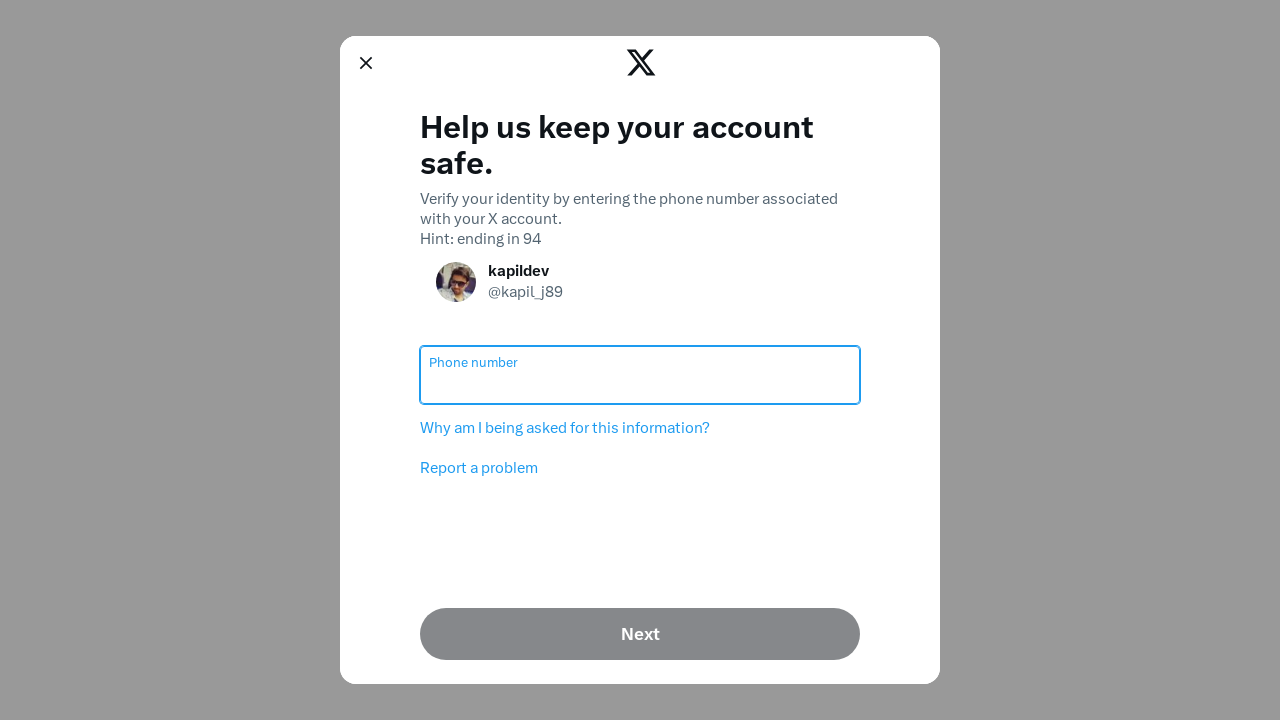 Help us keep your account
safe.
Verify your identity by entering the phone number associated
with your X account.
Hint: ending in 94
kapildev
@kapil_j89
Phone number
Why am I being asked for this information?
Report a problem
Next